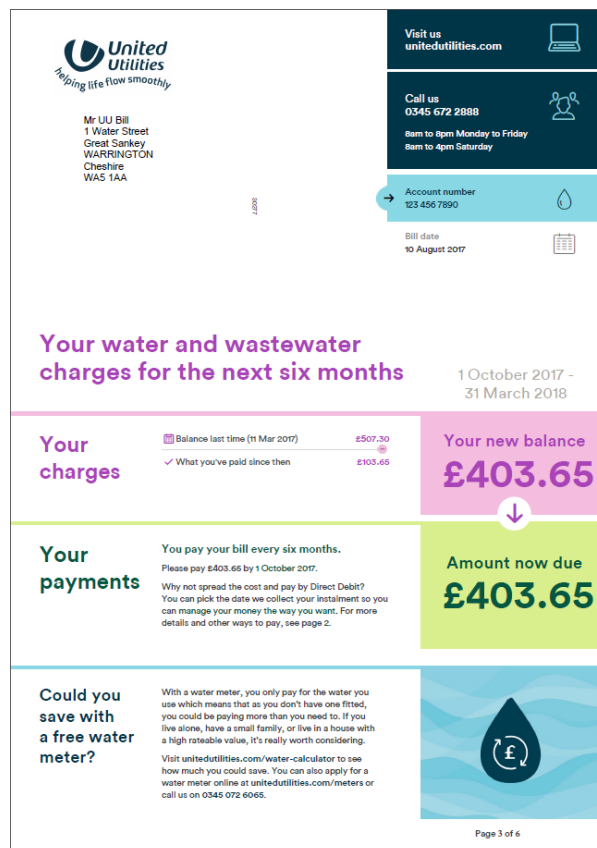 United
Utilities
helping life flow smoothly
Visit us
unitedutilities.com
Call us
0345 672 2888
8am to 8pm Monday to Friday
8am to 4pm Saturday
Mr UU Bill
1 Water Street
Great Sankey
WARRINGTON
Cheshire
WA5 1AA
Account number
123 456 7890
Bill date
10 August 2017
Your water and wastewater
charges for the next six months
1 October 2017 -
31 March 2018
Your
charges
Balance last time (11 Mar 2017) £507.30
What you've paid since then £103.65
Your new balance
£403.65
Your
payments
You pay your bill every six months.
Please pay £403.65 by 1 October 2017.
Why not spread the cost and pay by Direct Debit?
You can pick the date we collect your instalment so you
can manage your money the way you want. For more
details and other ways to pay, see page 2.
Amount now due
£403.65
Could you
save with
a free water
meter?
With a water meter, you only pay for the water you
use which means that as you don't have one fitted,
you could be paying more than you need to. If you
live alone, have a small family, or live in a house with
a high rateable value, it's really worth considering.
Visit unitedutilities.com/water-calculator to see
how much you could save. You can also apply for a
water meter online at unitedutilities.com/meters or
call us on 0345 072 6065.
£
Page 3 of 6